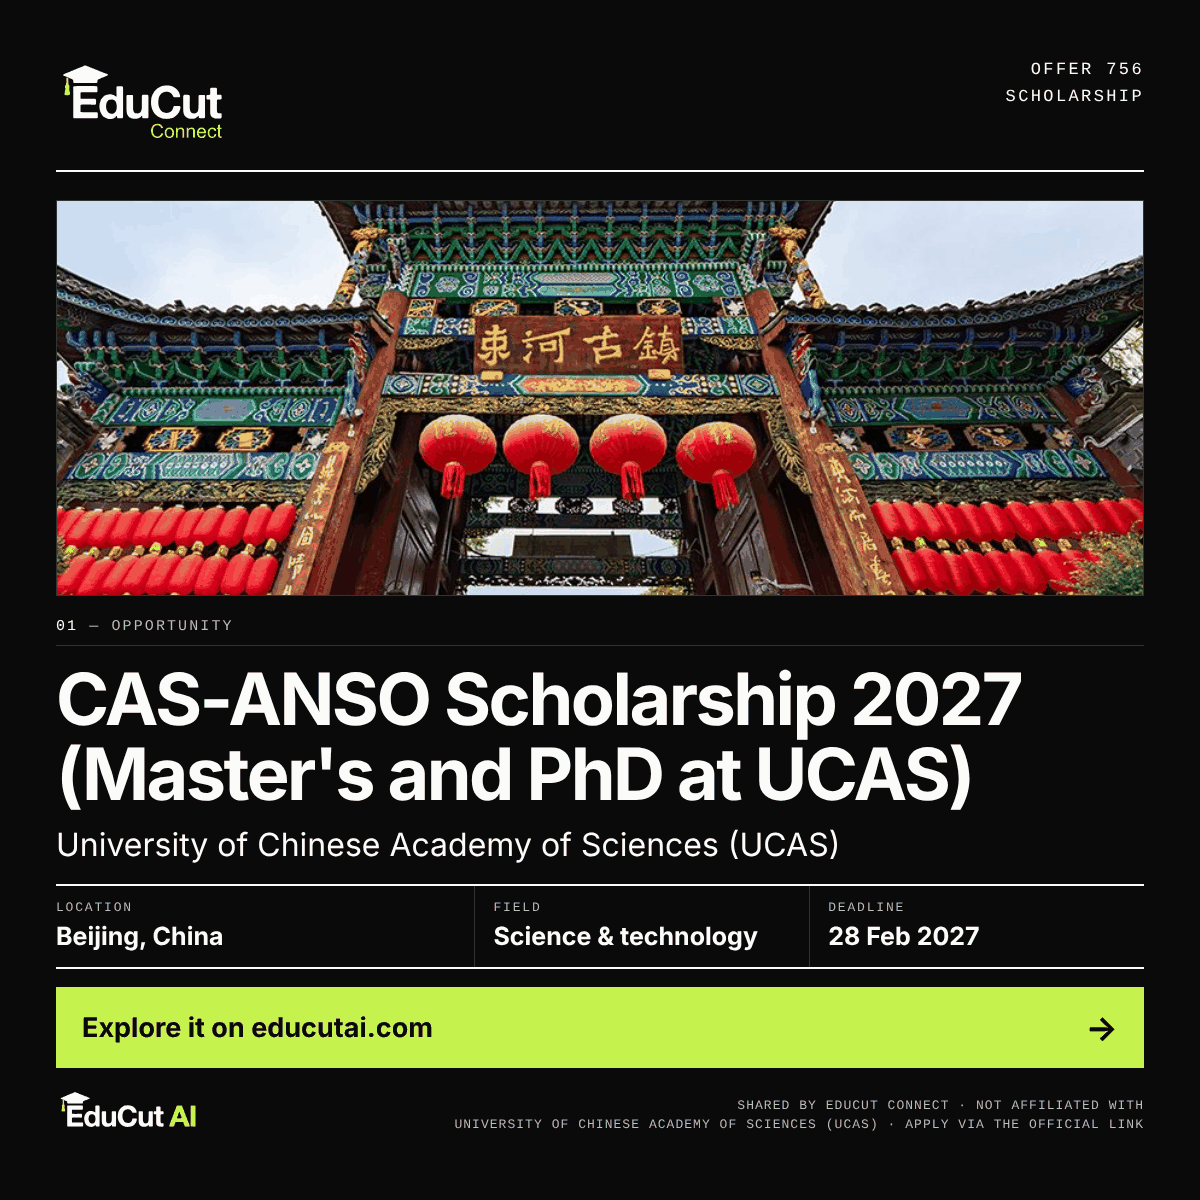 EduCut
Connect
OFFER 756
SCHOLARSHIP
束河古鎮
01 — OPPORTUNITY
CAS-ANSO Scholarship 2027
(Master's and PhD at UCAS)
University of Chinese Academy of Sciences (UCAS)
LOCATION
Beijing, China
FIELD
Science & technology
DEADLINE
28 Feb 2027
Explore it on educutai.com →
EduCut AI
SHARED BY EDUCUT CONNECT · NOT AFFILIATED WITH
UNIVERSITY OF CHINESE ACADEMY OF SCIENCES (UCAS) · APPLY VIA THE OFFICIAL LINK